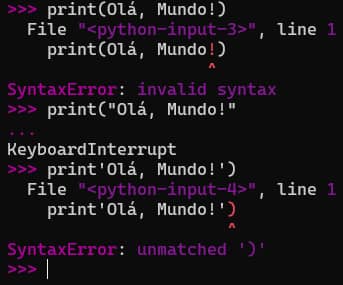 >>> print(Olá, Mundo!)
  File "<python-input-3>", line 1
    print(Olá, Mundo!)
                    ^
SyntaxError: invalid syntax
>>> print("Olá, Mundo!"
...
KeyboardInterrupt
>>> print'Olá, Mundo!')
  File "<python-input-4>", line 1
    print'Olá, Mundo!')
                      ^
SyntaxError: unmatched ')'
>>>